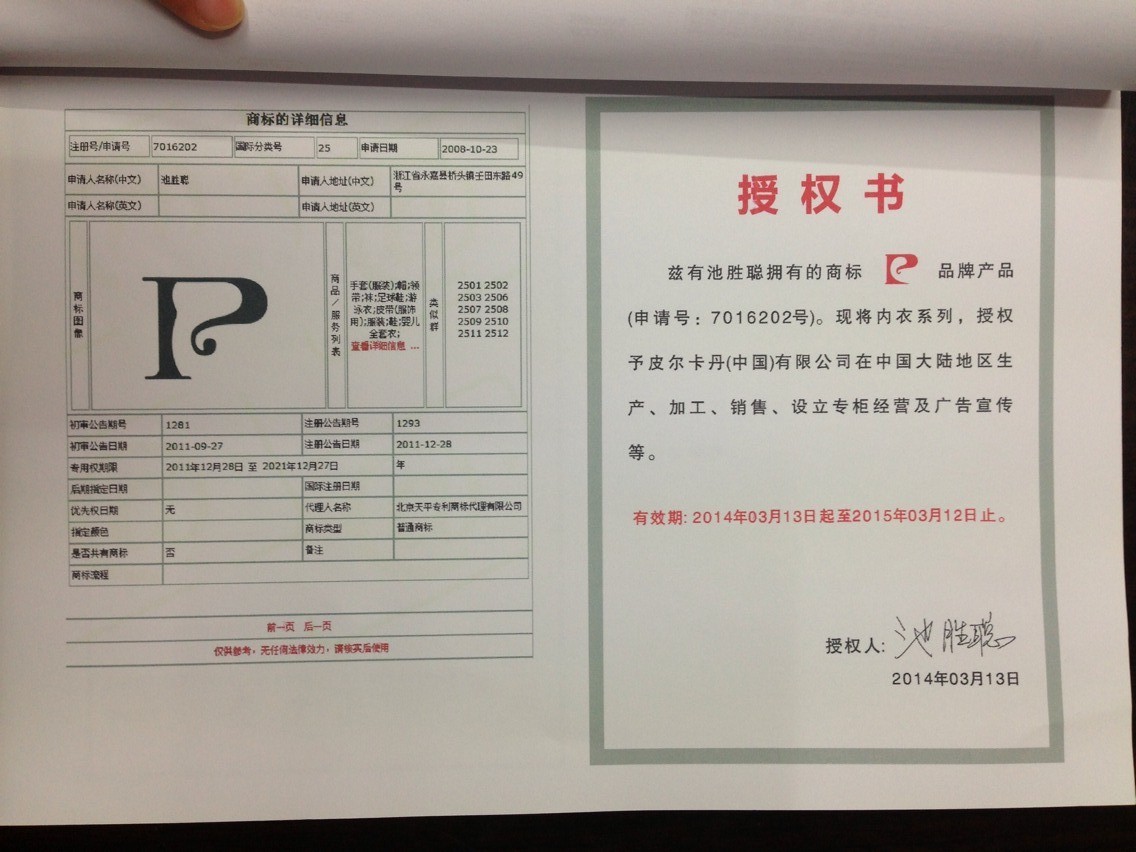 商标的详细信息
注册号/申请号 7016202 国际分类号 25 申请日期 2008-10-23
申请人名称(中文) 池胜聪 申请人地址(中文) 浙江省永嘉县桥头镇壬田东路49号
申请人名称(英文) 申请人地址(英文)
商标图像
商品/服务列表
手套(服装);帽;领
带;袜;足球鞋;游
泳衣;皮带(服饰
用);服装;鞋;婴儿
全套衣;
查看详细信息 ...
类似群
2501 2502
2503 2506
2507 2508
2509 2510
2511 2512
初审公告期号 1281 注册公告期号 1293
初审公告日期 2011-09-27 注册公告日期 2011-12-28
专用权期限 2011年12月28日 至 2021年12月27日 年
后期指定日期 国际注册日期
优先权日期 无 代理人名称 北京天平专利商标代理有限公司
指定颜色 商标类型 普通商标
是否共有商标 否 备注
商标流程
前一页 后一页
仅供参考，无任何法律效力，请核实后使用
授权书
兹有池胜聪拥有的商标 P 品牌产品
(申请号：7016202号)。现将内衣系列，授权
予皮尔卡丹(中国)有限公司在中国大陆地区生
产、加工、销售、设立专柜经营及广告宣传
等。
有效期: 2014年03月13日起至2015年03月12日止。
授权人: 池胜聪
2014年03月13日